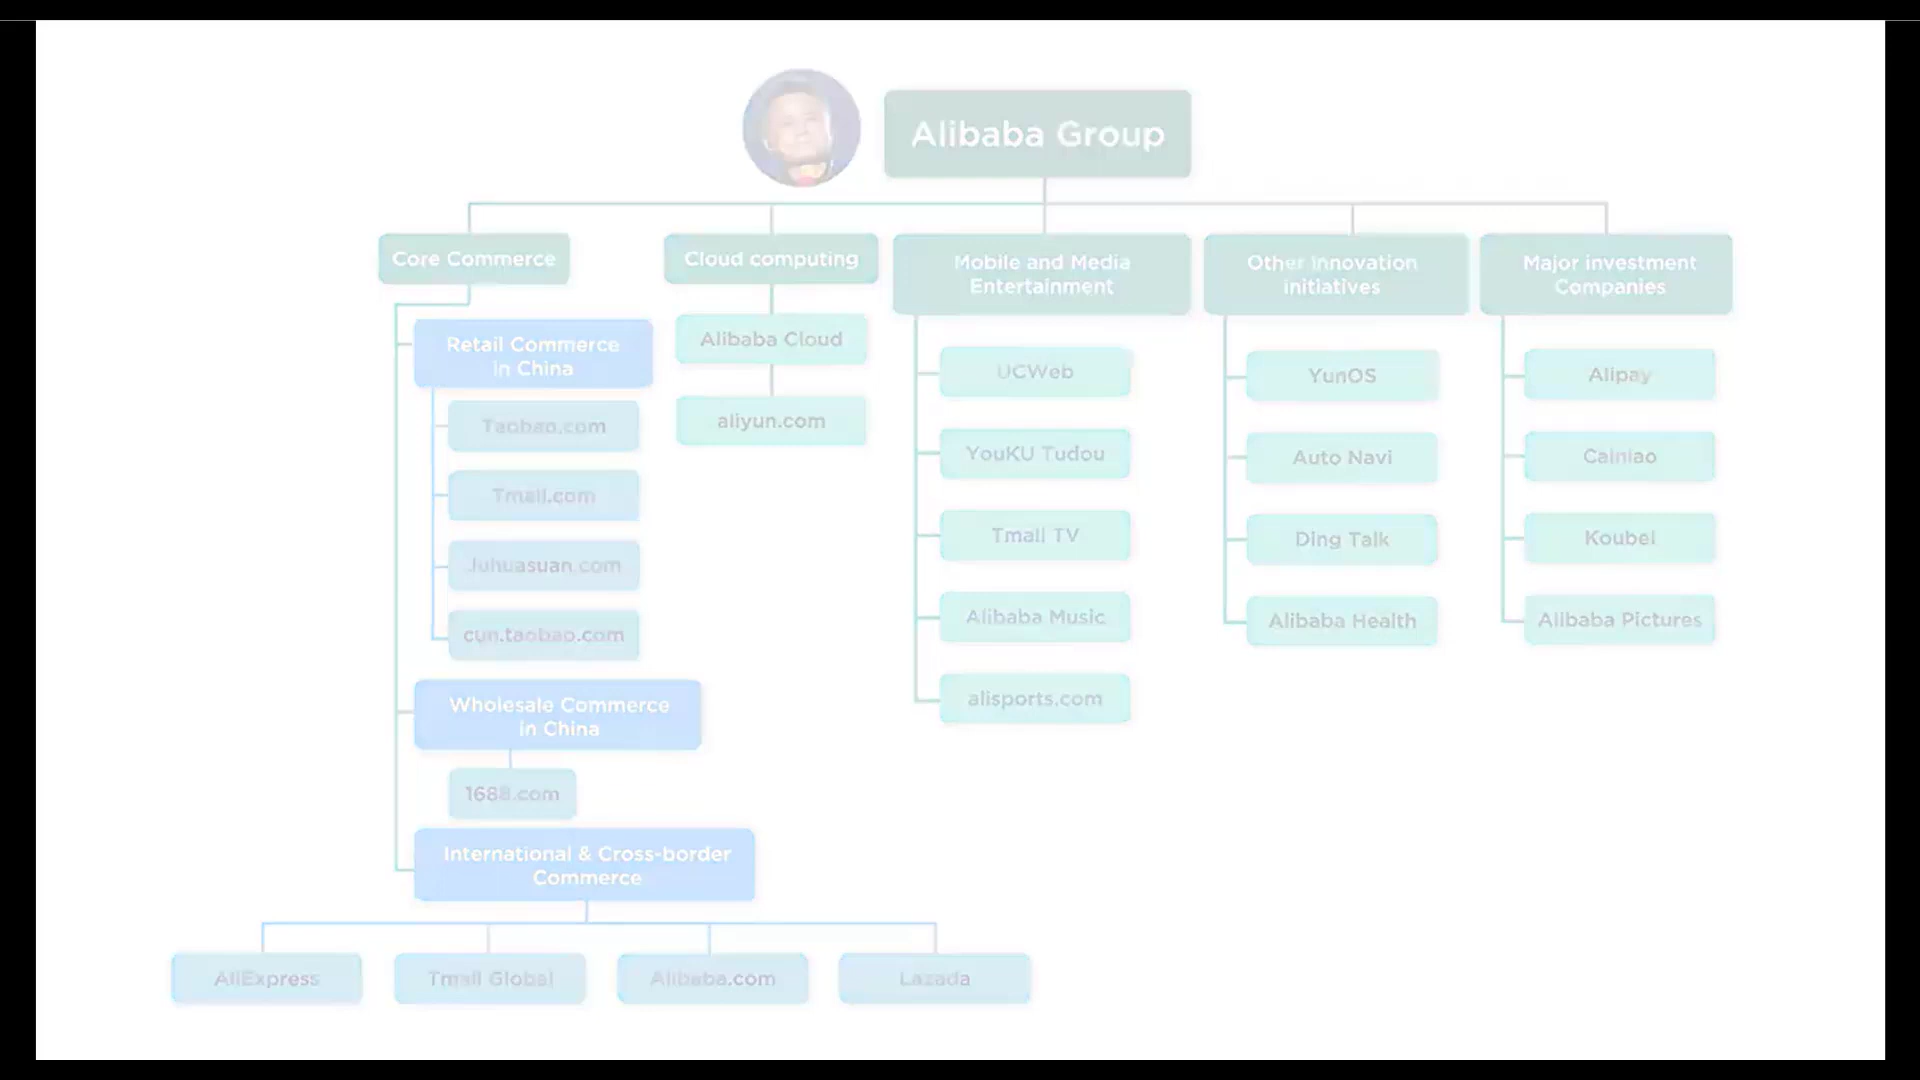 Alibaba Group
Core Commerce
Retail Commerce
in China
Taobao.com
Tmall.com
Juhuasuan.com
cun.taobao.com
Wholesale Commerce
in China
1688.com
International & Cross-border
Commerce
AliExpress
Tmall Global
Alibaba.com
Lazada
Cloud computing
Alibaba Cloud
aliyun.com
Mobile and Media
Entertainment
UCWeb
YouKU Tudou
Tmall TV
Alibaba Music
alisports.com
Other innovation
initiatives
YunOS
Auto Navi
Ding Talk
Alibaba Health
Major investment
Companies
Alipay
Cainiao
Koubei
Alibaba Pictures